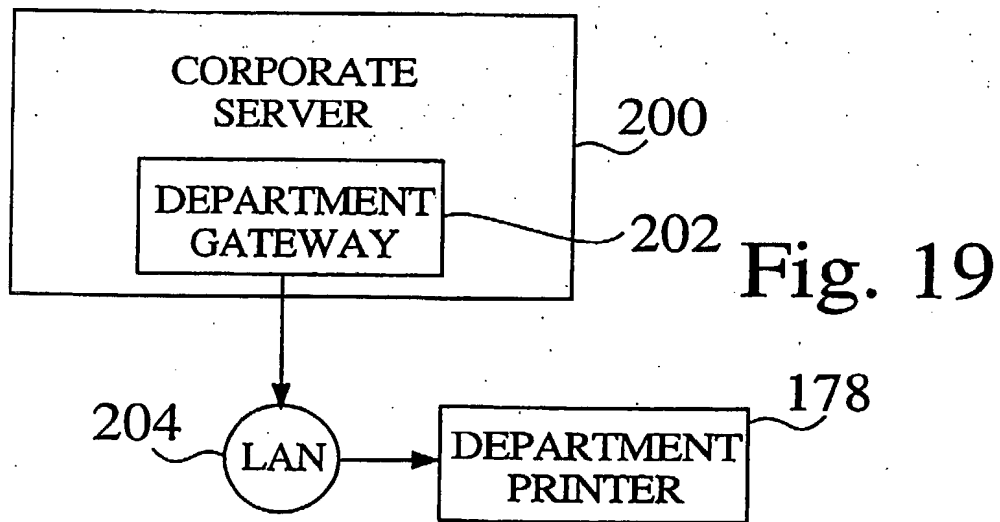 CORPORATE
SERVER
200
DEPARTMENT
GATEWAY
202
Fig. 19
204
LAN
178
DEPARTMENT
PRINTER